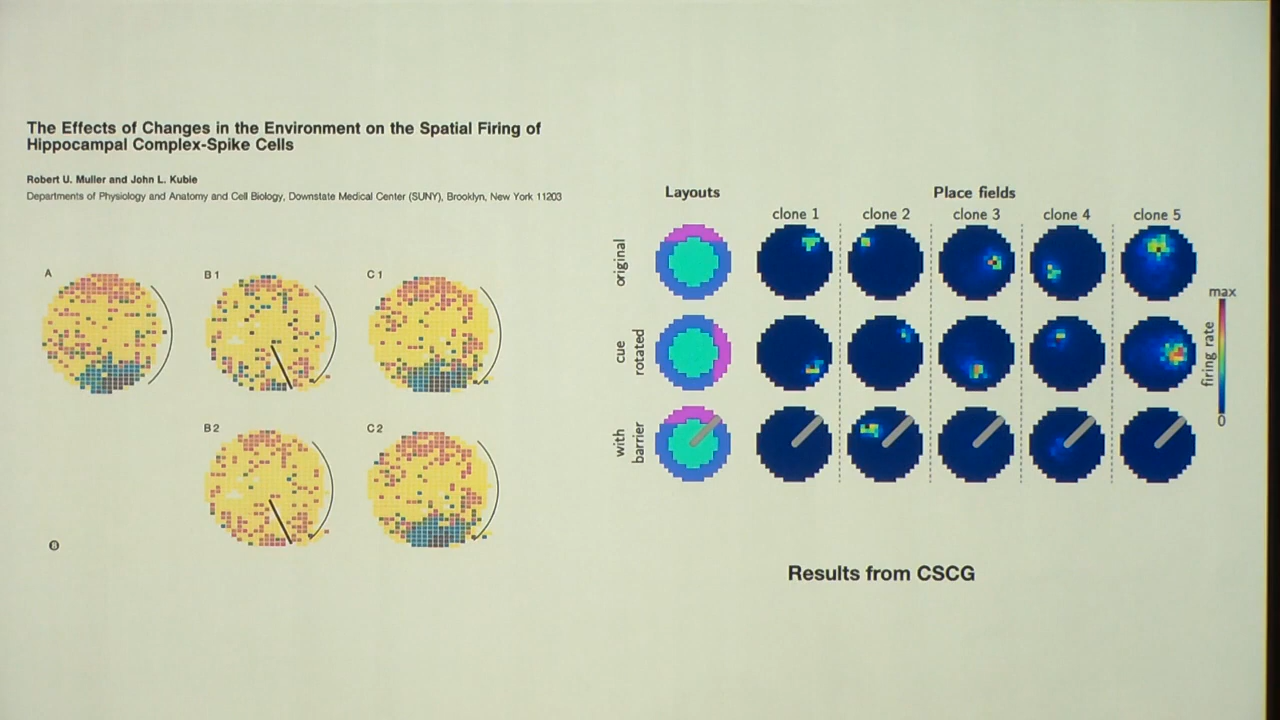 The Effects of Changes in the Environment on the Spatial Firing of
Hippocampal Complex-Spike Cells
Robert U. Muller and John L. Kubie
Departments of Physiology and Anatomy and Cell Biology, Downstate Medical Center (SUNY), Brooklyn, New York 11203
A
B 1
C 1
B 2
C 2
B
Layouts
Place fields
clone 1
clone 2
clone 3
clone 4
clone 5
original
cue
rotated
with
barrier
max
firing rate
0
Results from CSCG